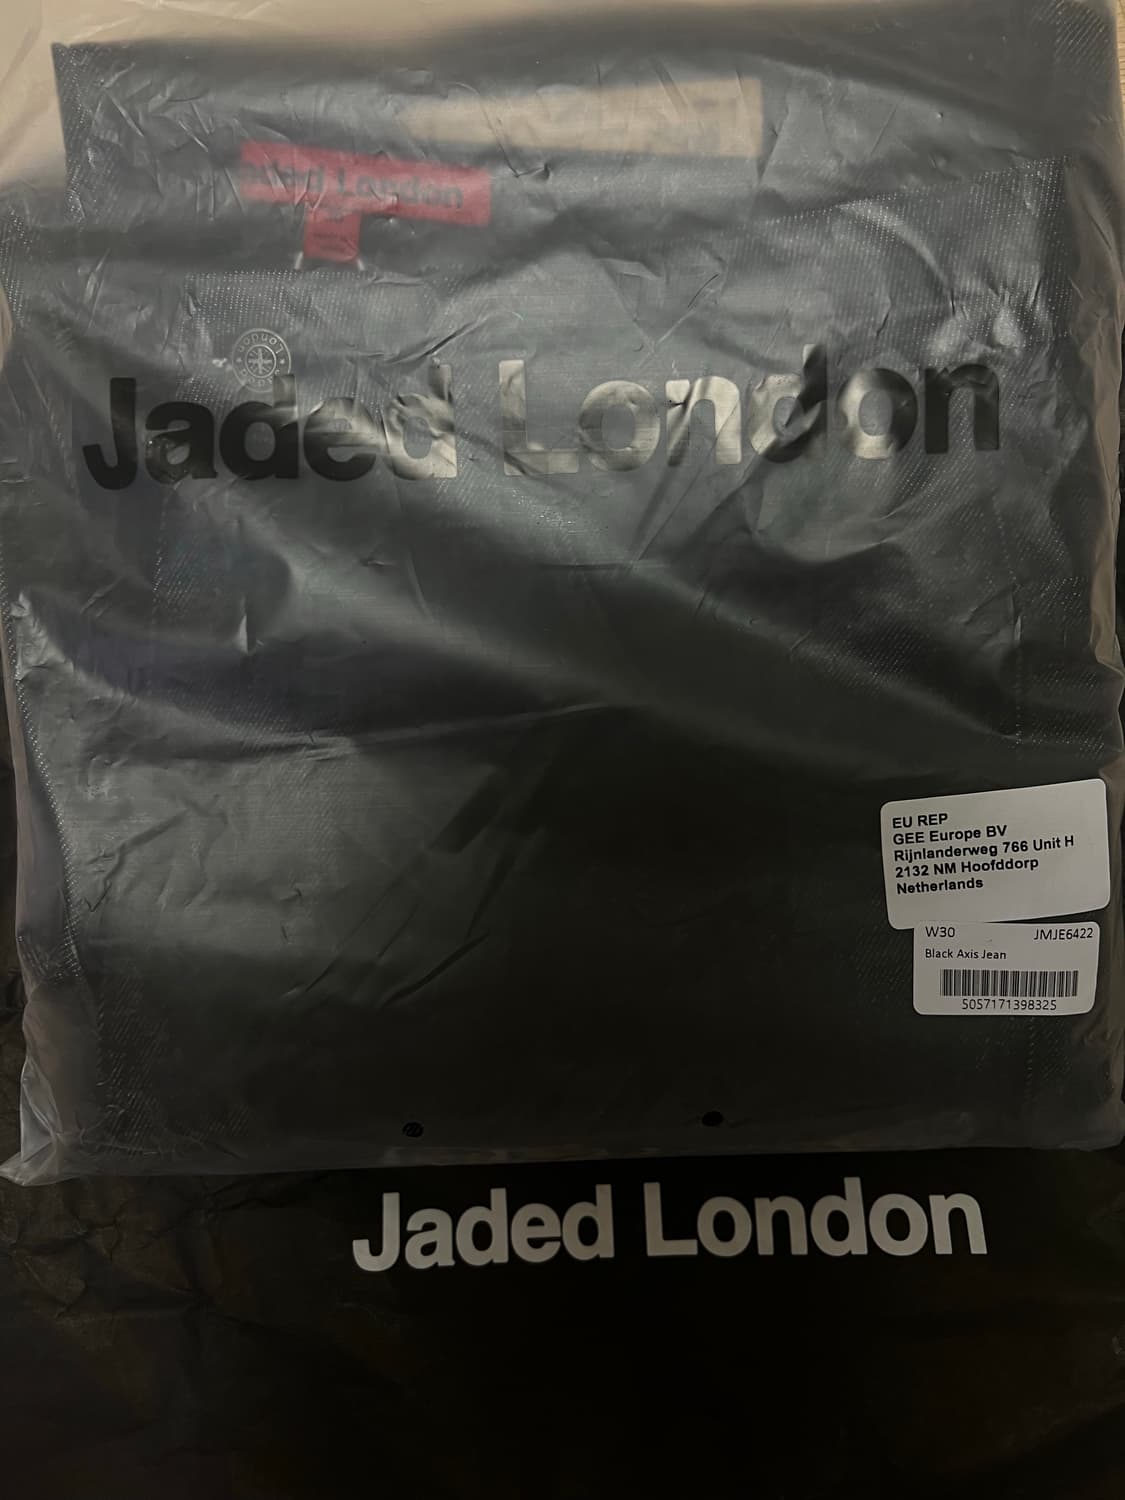 Jaded London
Jaded London
EU REP
GEE Europe BV
Rijnlanderweg 766 Unit H
2132 NM Hoofddorp
Netherlands
W30 JMJE6422
Black Axis Jean
5057171398325
Jaded London